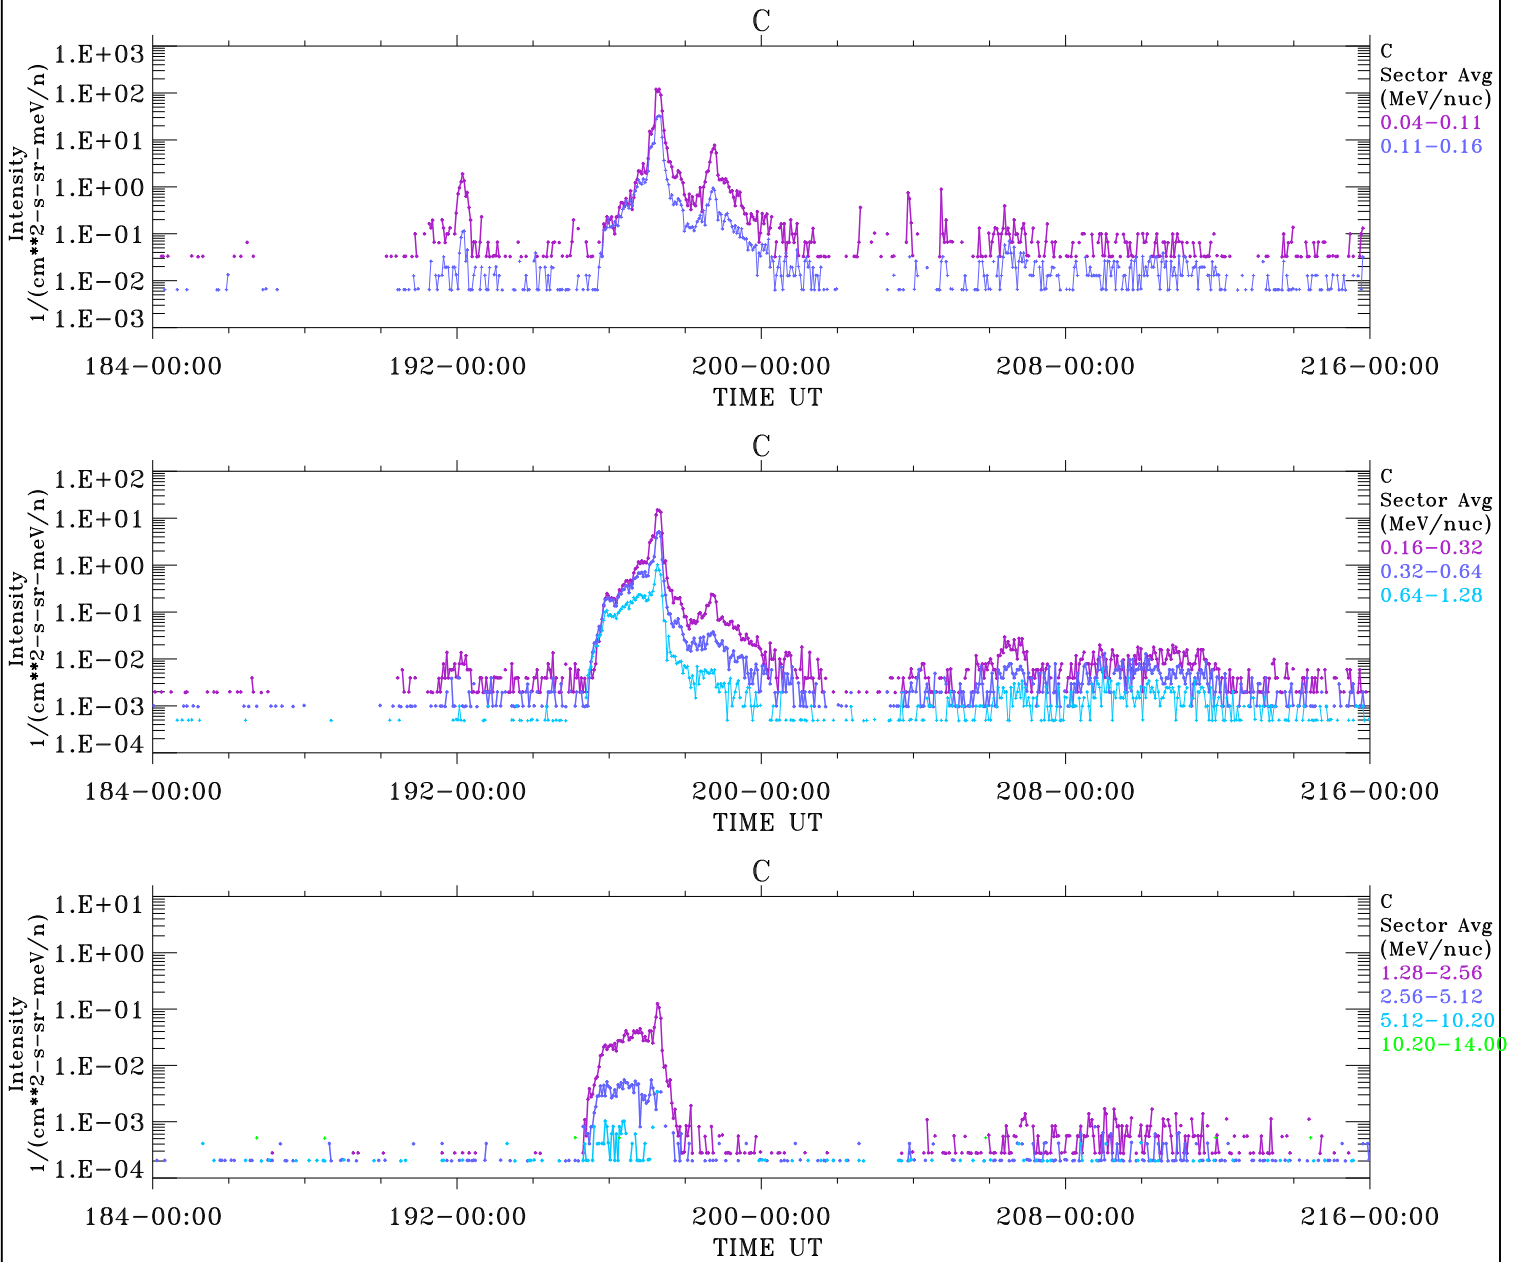 C
1.E+03
1.E+02
1.E+01
1.E+00
1.E-01
1.E-02
1.E-03
Intensity
1/(cm**2-s-sr-meV/n)
184-00:00
192-00:00
200-00:00
208-00:00
216-00:00
TIME UT
C
Sector Avg
(MeV/nuc)
0.04-0.11
0.11-0.16
C
1.E+02
1.E+01
1.E+00
1.E-01
1.E-02
1.E-03
1.E-04
Intensity
1/(cm**2-s-sr-meV/n)
184-00:00
192-00:00
200-00:00
208-00:00
216-00:00
TIME UT
C
Sector Avg
(MeV/nuc)
0.16-0.32
0.32-0.64
0.64-1.28
C
1.E+01
1.E+00
1.E-01
1.E-02
1.E-03
1.E-04
Intensity
1/(cm**2-s-sr-meV/n)
184-00:00
192-00:00
200-00:00
208-00:00
216-00:00
TIME UT
C
Sector Avg
(MeV/nuc)
1.28-2.56
2.56-5.12
5.12-10.20
10.20-14.00